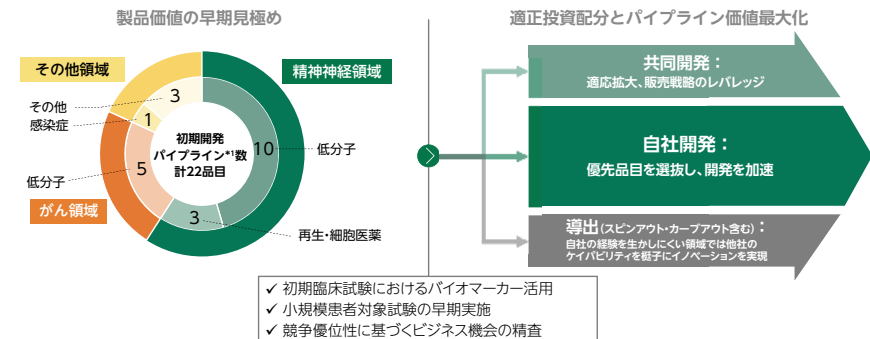 製品価値の早期見極め
その他領域
精神神経領域
その他
3
感染症
1
初期開発
パイプライン*1数
計22品目
10
低分子
低分子
5
がん領域
3
再生・細胞医薬
適正投資配分とパイプライン価値最大化
共同開発：
適応拡大、販売戦略のレバレッジ
自社開発：
優先品目を選抜し、開発を加速
導出（スピンアウト・カーブアウト含む）：
自社の経験を生かしにくい領域では他社の
ケイパビリティを梃子にイノベーションを実現
✓ 初期臨床試験におけるバイオマーカー活用
✓ 小規模患者対象試験の早期実施
✓ 競争優位性に基づくビジネス機会の精査